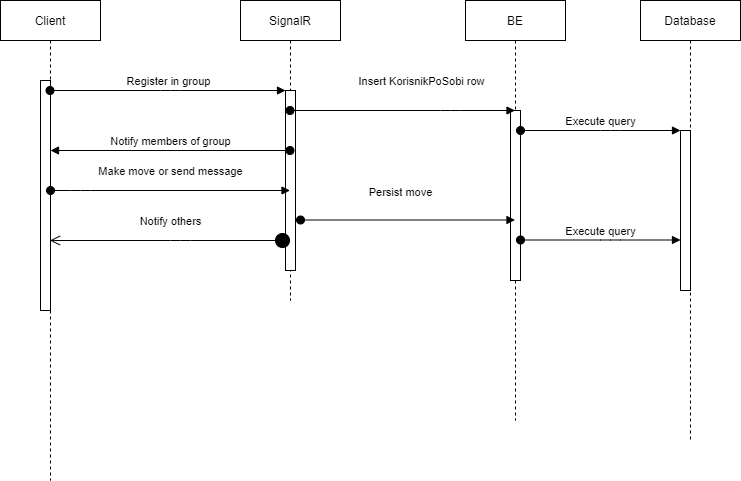 Client
SignalR
BE
Database
Register in group
Insert KorisnikPoSobi row
Execute query
Notify members of group
Make move or send message
Persist move
Notify others
Execute query